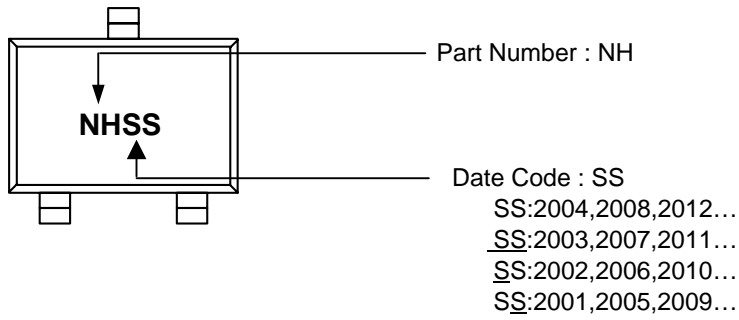 Part Number : NH
NHSS
Date Code : SS
SS:2004,2008,2012…
SS:2003,2007,2011…
SS:2002,2006,2010…
SS:2001,2005,2009…